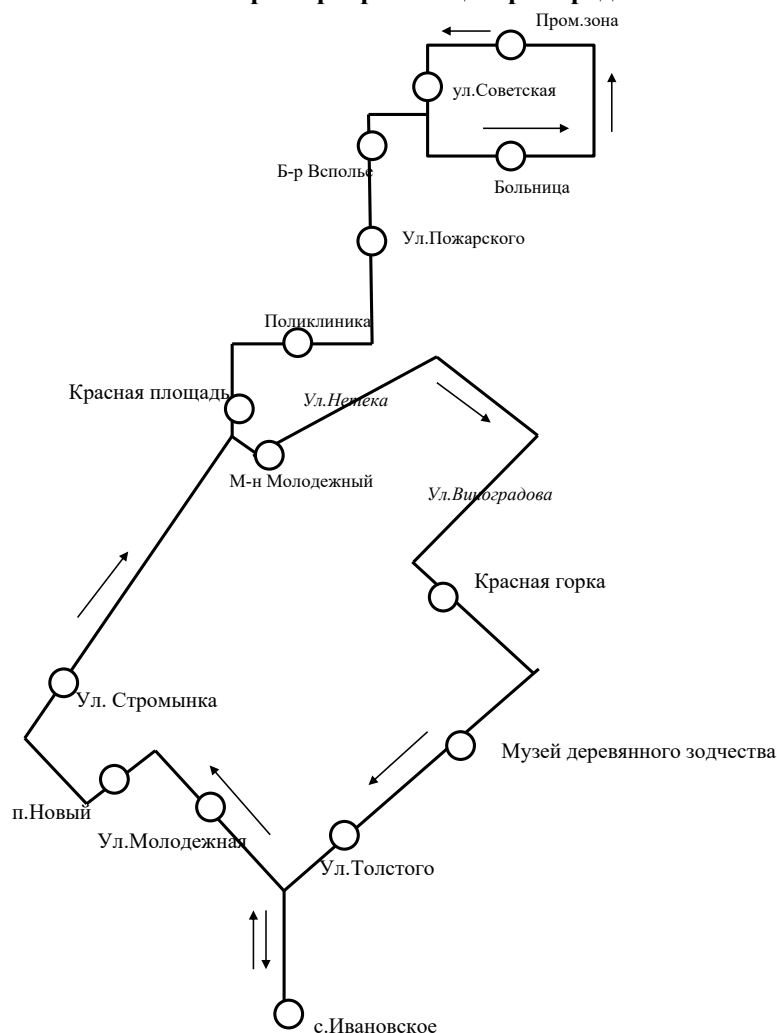 Пром.зона
ул.Советская
Б-р Всполье
Больница
Ул.Пожарского
Поликлиника
Красная площадь
Ул.Нетека
М-н Молодежный
Ул.Виноградова
Красная горка
Ул. Стромынка
Музей деревянного зодчества
п.Новый
Ул.Молодежная
Ул.Толстого
с.Ивановское